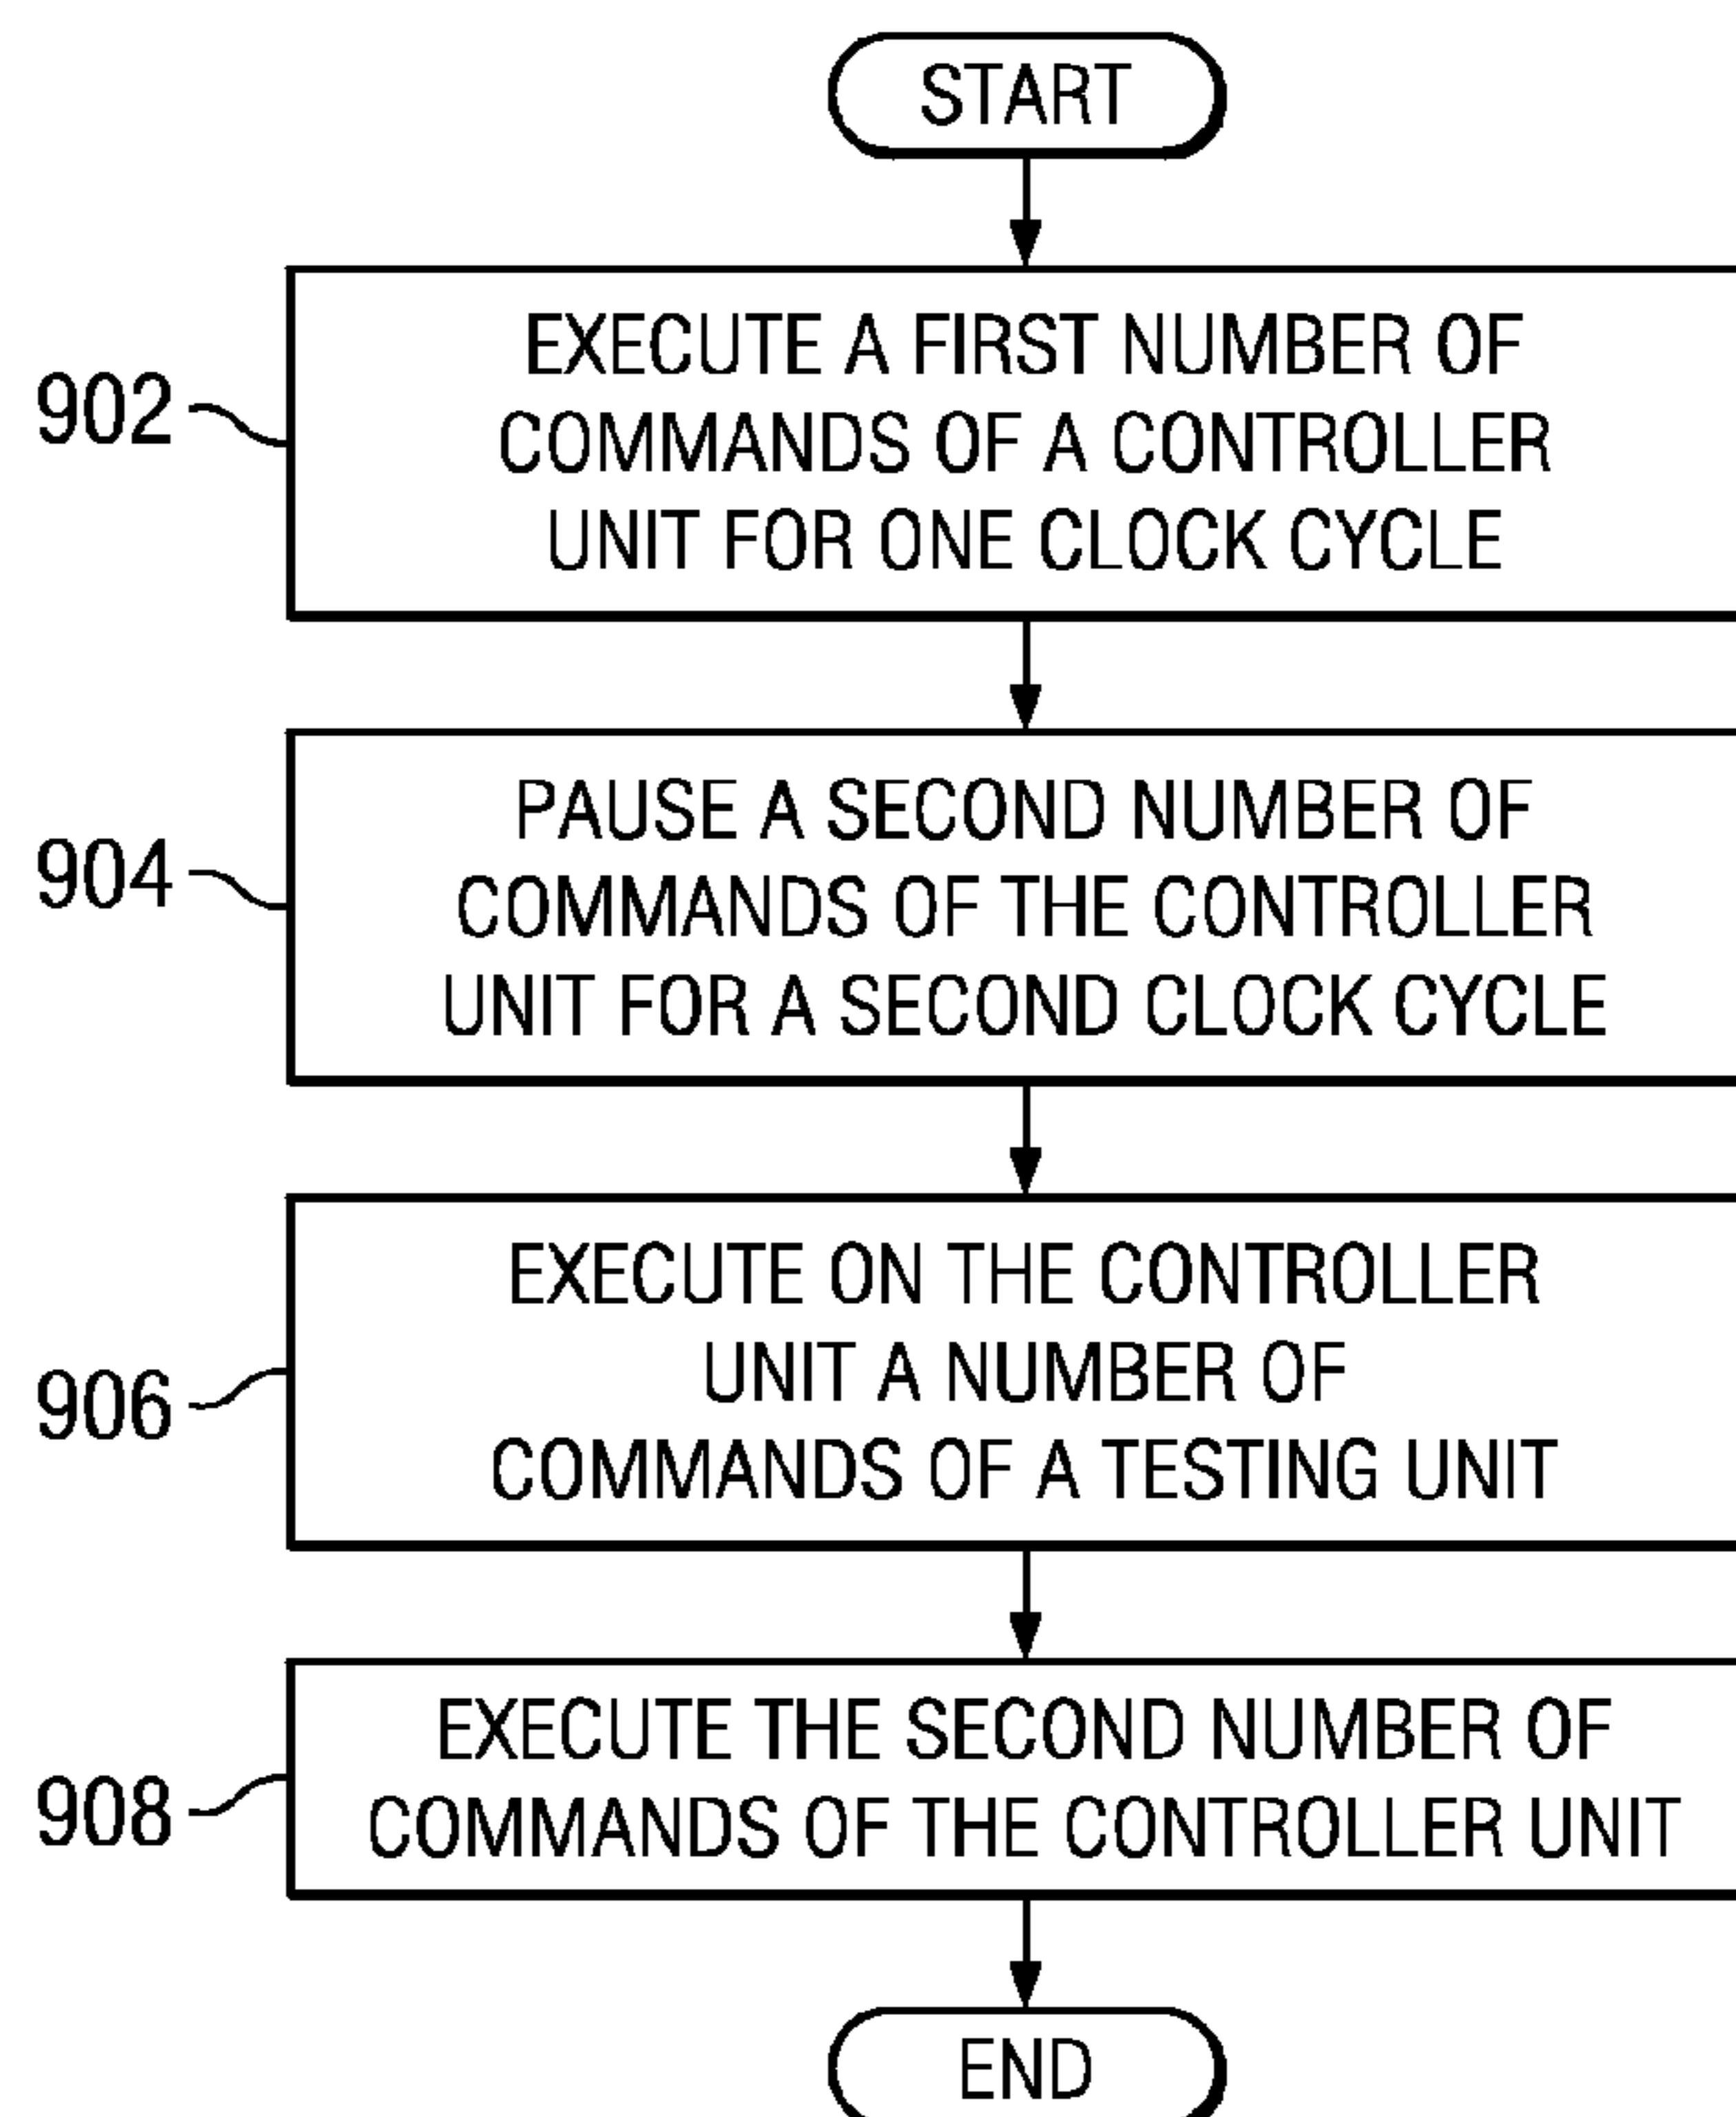 START
902
EXECUTE A FIRST NUMBER OF
COMMANDS OF A CONTROLLER
UNIT FOR ONE CLOCK CYCLE
904
PAUSE A SECOND NUMBER OF
COMMANDS OF THE CONTROLLER
UNIT FOR A SECOND CLOCK CYCLE
906
EXECUTE ON THE CONTROLLER
UNIT A NUMBER OF
COMMANDS OF A TESTING UNIT
908
EXECUTE THE SECOND NUMBER OF
COMMANDS OF THE CONTROLLER UNIT
END